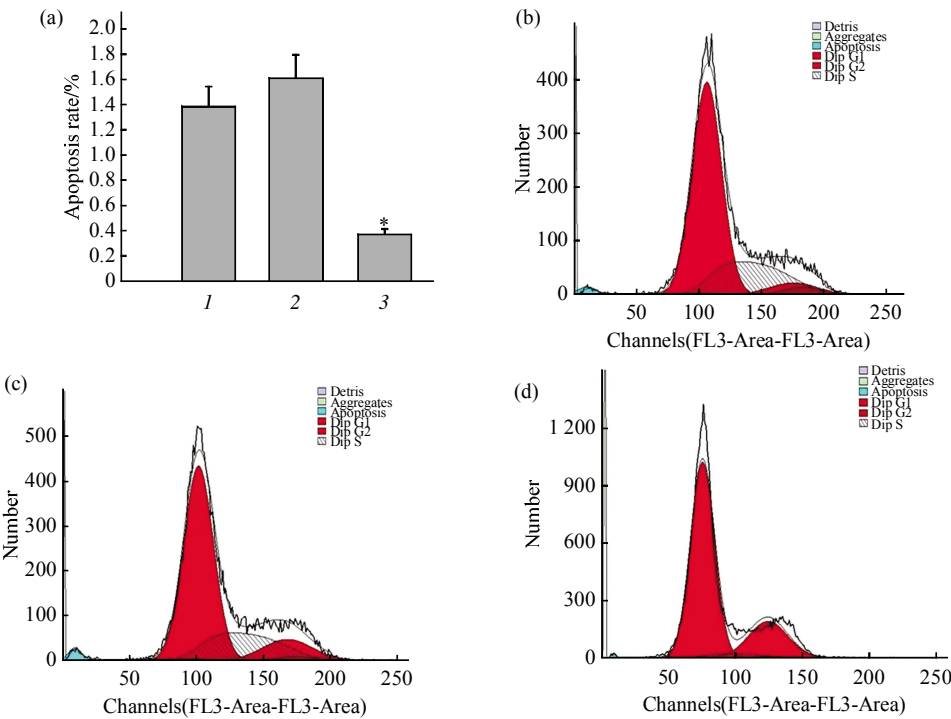 (a)
Apoptosis rate/%
2.0
1.8
1.6
1.4
1.2
1.0
0.8
0.6
0.4
0.2
0
*
1
2
3
(b)
Number
400
300
200
100
0
50
100
150
200
250
Channels(FL3-Area-FL3-Area)
Detris
Aggregates
Apoptosis
Dip G1
Dip G2
Dip S
(c)
Number
500
400
300
200
100
0
50
100
150
200
250
Channels(FL3-Area-FL3-Area)
Detris
Aggregates
Apoptosis
Dip G1
Dip G2
Dip S
(d)
Number
1 200
900
600
300
0
50
100
150
200
250
Channels(FL3-Area-FL3-Area)
Detris
Aggregates
Apoptosis
Dip G1
Dip G2
Dip S